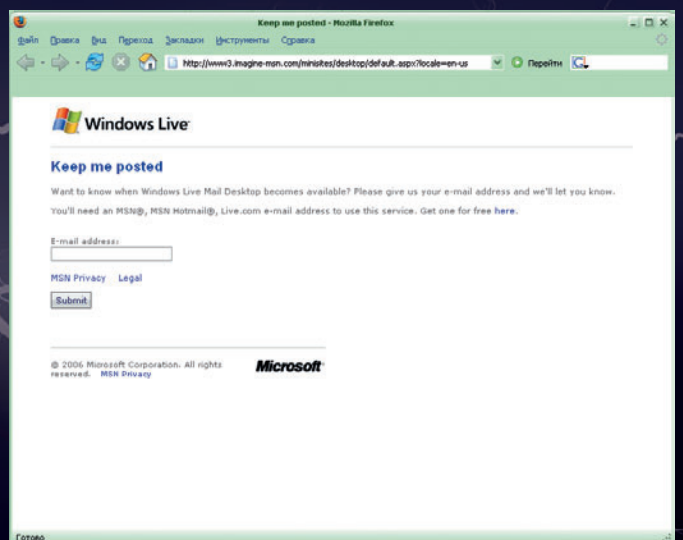 Keep me posted - Mozilla Firefox
Файл Правка Вид Переход Закладки Инструменты Справка
http://www3.imagine-msn.com/minisites/desktop/default.aspx?locale=en-us Перейти
Windows Live
Keep me posted
Want to know when Windows Live Mail Desktop becomes available? Please give us your e-mail address and we'll let you know.
You'll need an MSN®, MSN Hotmail®, Live.com e-mail address to use this service. Get one for free here.
E-mail address:
MSN Privacy Legal
Submit
© 2006 Microsoft Corporation. All rights
reserved. MSN Privacy
Microsoft
Готово